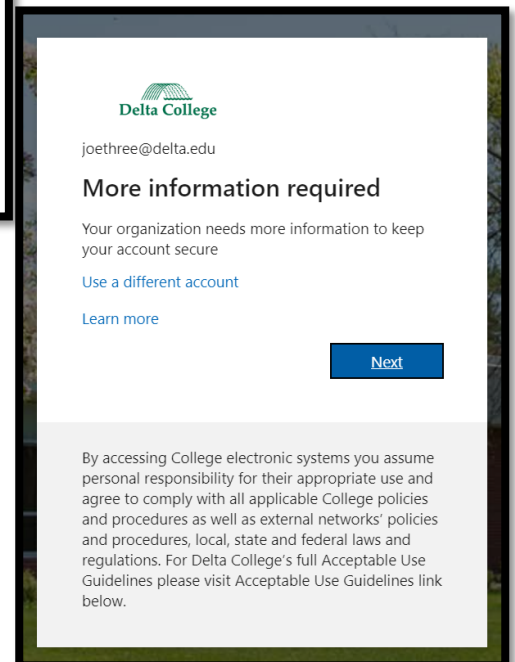 Delta College
joethree@delta.edu
More information required
Your organization needs more information to keep
your account secure
Use a different account
Learn more
Next
By accessing College electronic systems you assume
personal responsibility for their appropriate use and
agree to comply with all applicable College policies
and procedures as well as external networks' policies
and procedures, local, state and federal laws and
regulations. For Delta College's full Acceptable Use
Guidelines please visit Acceptable Use Guidelines link
below.